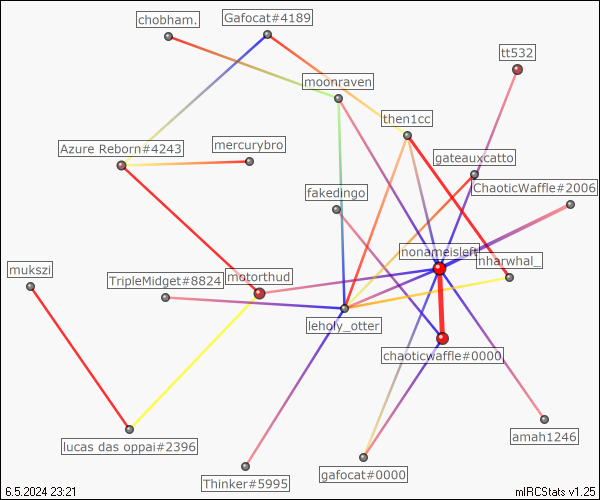 chobham.
Gafocat#4189
tt532
moonraven
then1cc
Azure Reborn#4243
mercurybro
gateauxcatto
fakedingo
ChaoticWaffle#2006
nonameisleft
nharwhal_
mukszi
TripleMidget#8824
motorthud
leholy_otter
chaoticwaffle#0000
lucas das oppai#2396
amah1246
Thinker#5995
gafocat#0000
6.5.2024 23:21
mIRCStats v1.25